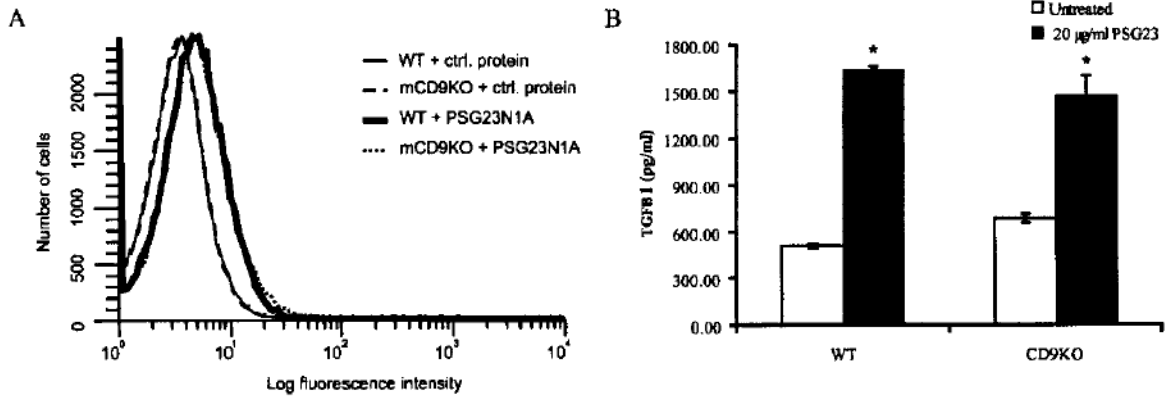 A
Number of cells
2000
1500
1000
500
0
WT + ctrl. protein
mCD9KO + ctrl. protein
WT + PSG23N1A
mCD9KO + PSG23N1A
10⁰
10¹
10²
10³
10⁴
Log fluorescence intensity
B
Untreated
20 µg/ml PSG23
TGFB1 (pg/ml)
1800.00
1500.00
1200.00
900.00
600.00
300.00
0.00
*
*
WT
CD9KO